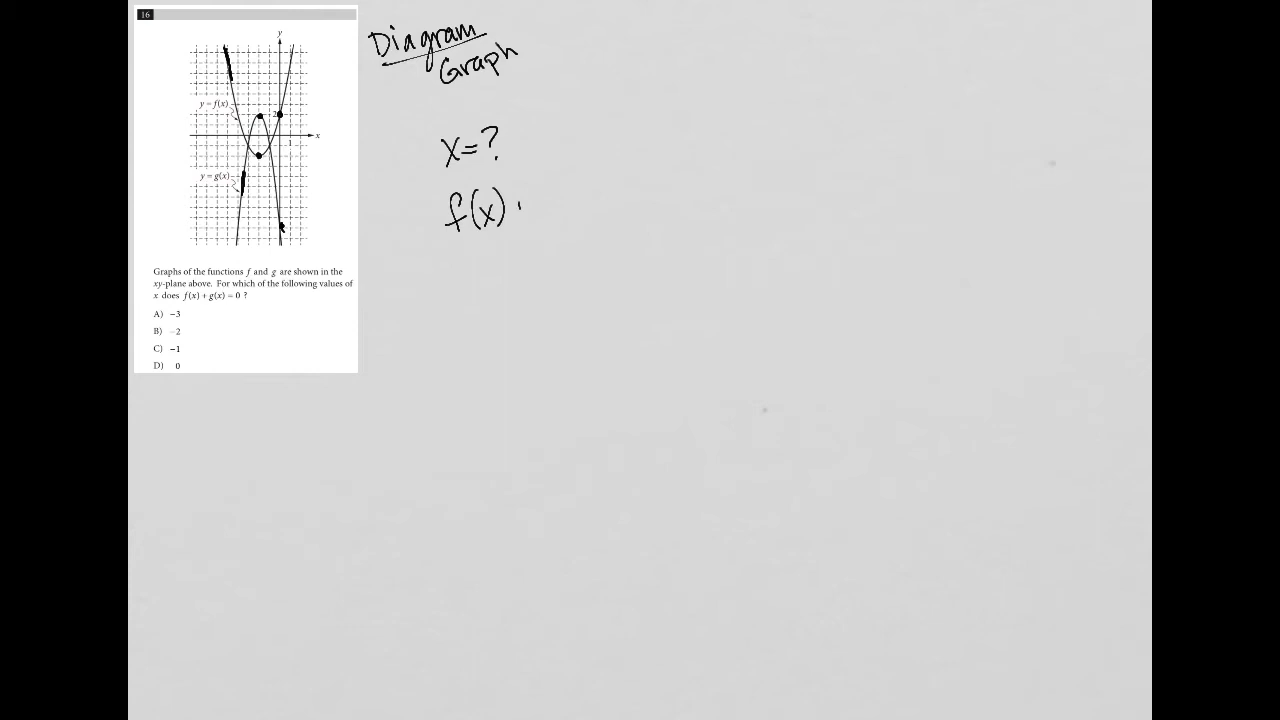 16
y
y = f(x)
2
x
1
y = g(x)
Graphs of the functions f and g are shown in the
xy-plane above. For which of the following values of
x does f(x) + g(x) = 0 ?
A) −3
B) −2
C) −1
D) 0
Diagram
Graph
x=?
f(x)